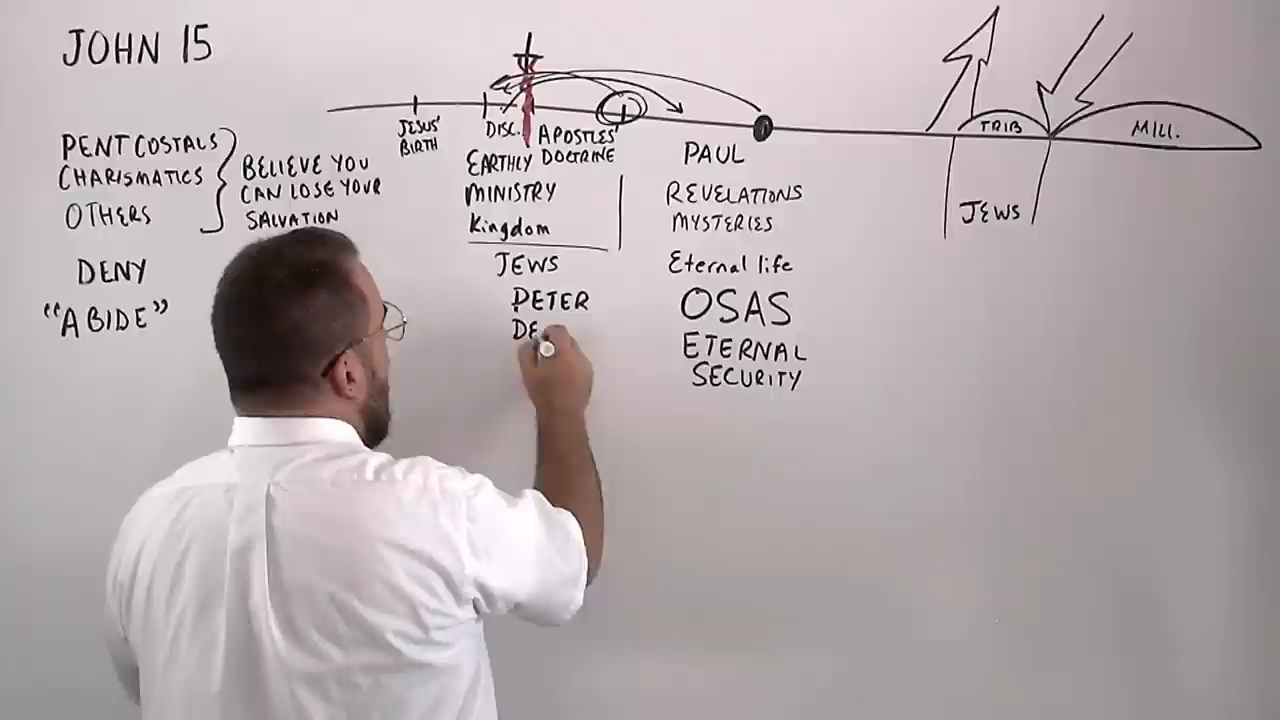 JOHN 15
PENTCOSTALS
CHARISMATICS
OTHERS
BELIEVE YOU
CAN LOSE YOUR
SALVATION
DENY
"ABIDE"
JESUS'
BIRTH
DISC.
APOSTLES'
DOCTRINE
EARTHLY
MINISTRY
Kingdom
JEWS
PETER
DE
PAUL
REVELATIONS
MYSTERIES
Eternal life
OSAS
ETERNAL
SECURITY
TRIB
MILL.
JEWS